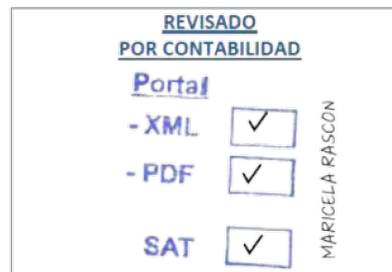 REVISADO
POR CONTABILIDAD
Portal
- XML ✓
- PDF ✓
SAT ✓
MARICELA RASCON